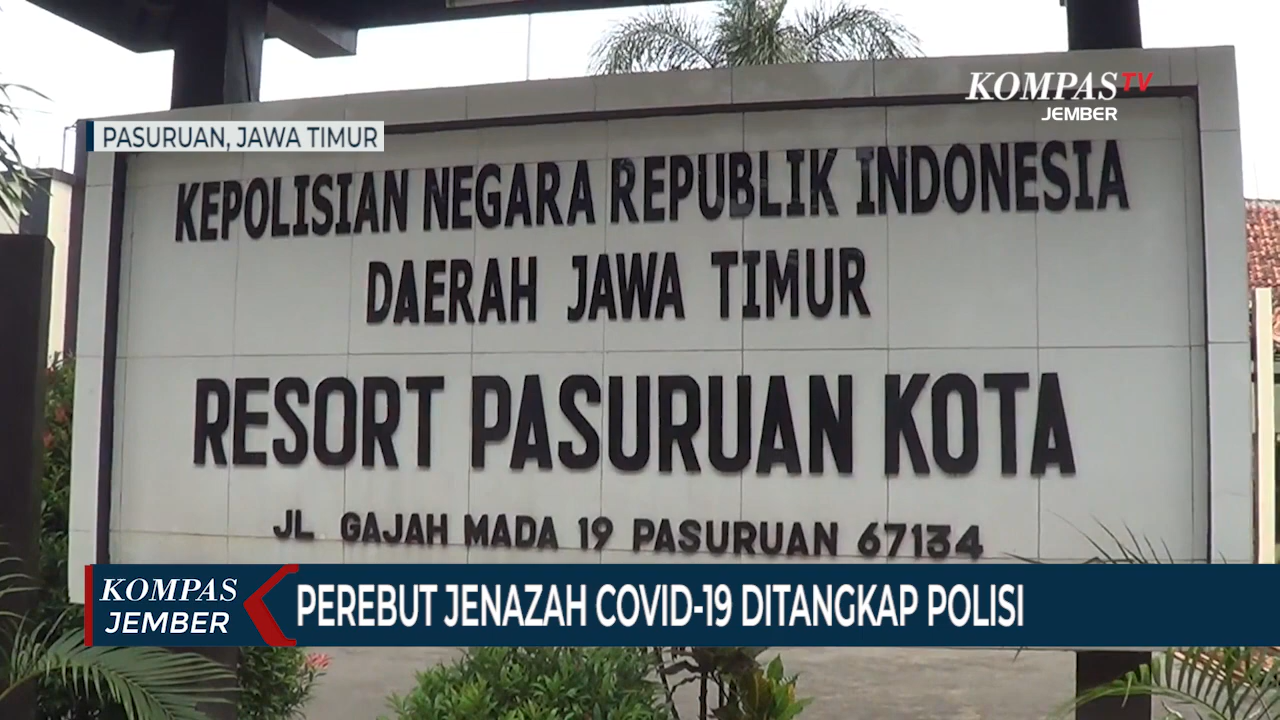 KOMPAS TV
JEMBER
PASURUAN, JAWA TIMUR
KEPOLISIAN NEGARA REPUBLIK INDONESIA
DAERAH JAWA TIMUR
RESORT PASURUAN KOTA
JL GAJAH MADA 19 PASURUAN 67134
KOMPAS
JEMBER
PEREBUT JENAZAH COVID-19 DITANGKAP POLISI